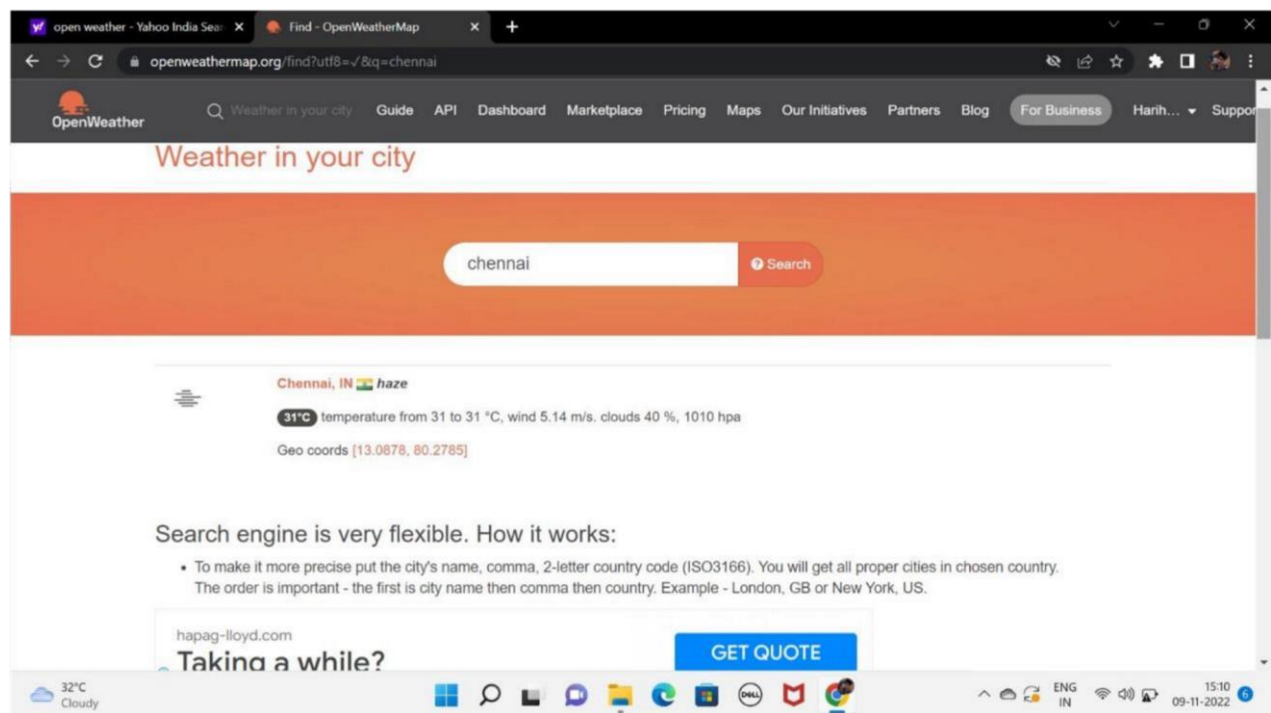 open weather - Yahoo India Sear
Find - OpenWeatherMap
openweathermap.org/find?utf8=✓&q=chennai
OpenWeather
Weather in your city
Guide
API
Dashboard
Marketplace
Pricing
Maps
Our Initiatives
Partners
Blog
For Business
Harih...
Suppor
Weather in your city
chennai
Search
Chennai, IN haze
31°C temperature from 31 to 31 °C, wind 5.14 m/s. clouds 40 %, 1010 hpa
Geo coords [13.0878, 80.2785]
Search engine is very flexible. How it works:
• To make it more precise put the city's name, comma, 2-letter country code (ISO3166). You will get all proper cities in chosen country.
The order is important - the first is city name then comma then country. Example - London, GB or New York, US.
hapag-lloyd.com
Taking a while?
GET QUOTE
32°C
Cloudy
DELL
ENG
IN
15:10
09-11-2022
6